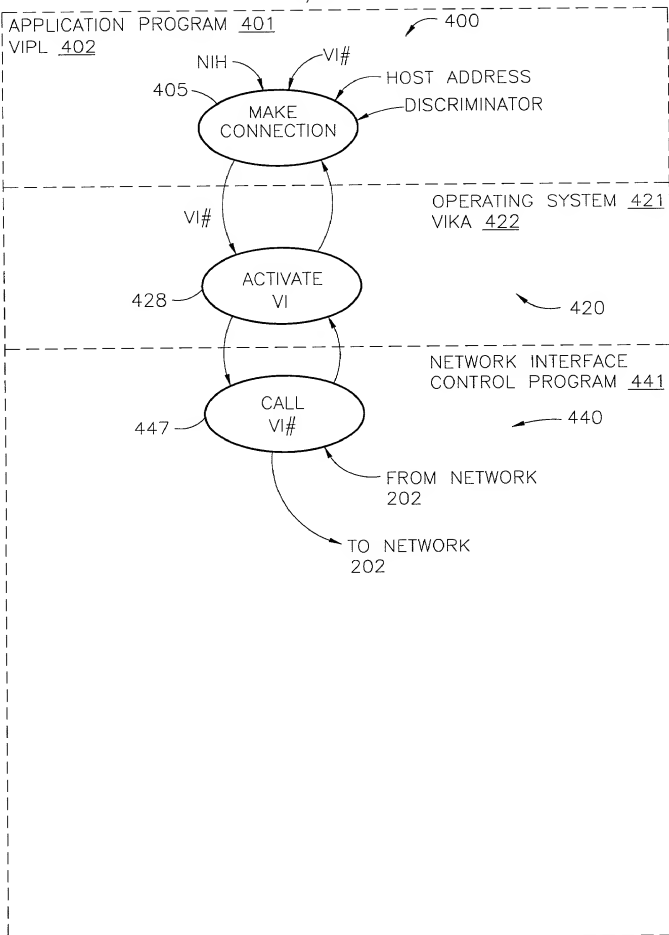 APPLICATION PROGRAM 401
VIPL 402
400
NIH
VI#
HOST ADDRESS
DISCRIMINATOR
405
MAKE
CONNECTION
OPERATING SYSTEM 421
VIKA 422
VI#
ACTIVATE
VI
428
420
NETWORK INTERFACE
CONTROL PROGRAM 441
CALL
VI#
447
440
FROM NETWORK
202
TO NETWORK
202